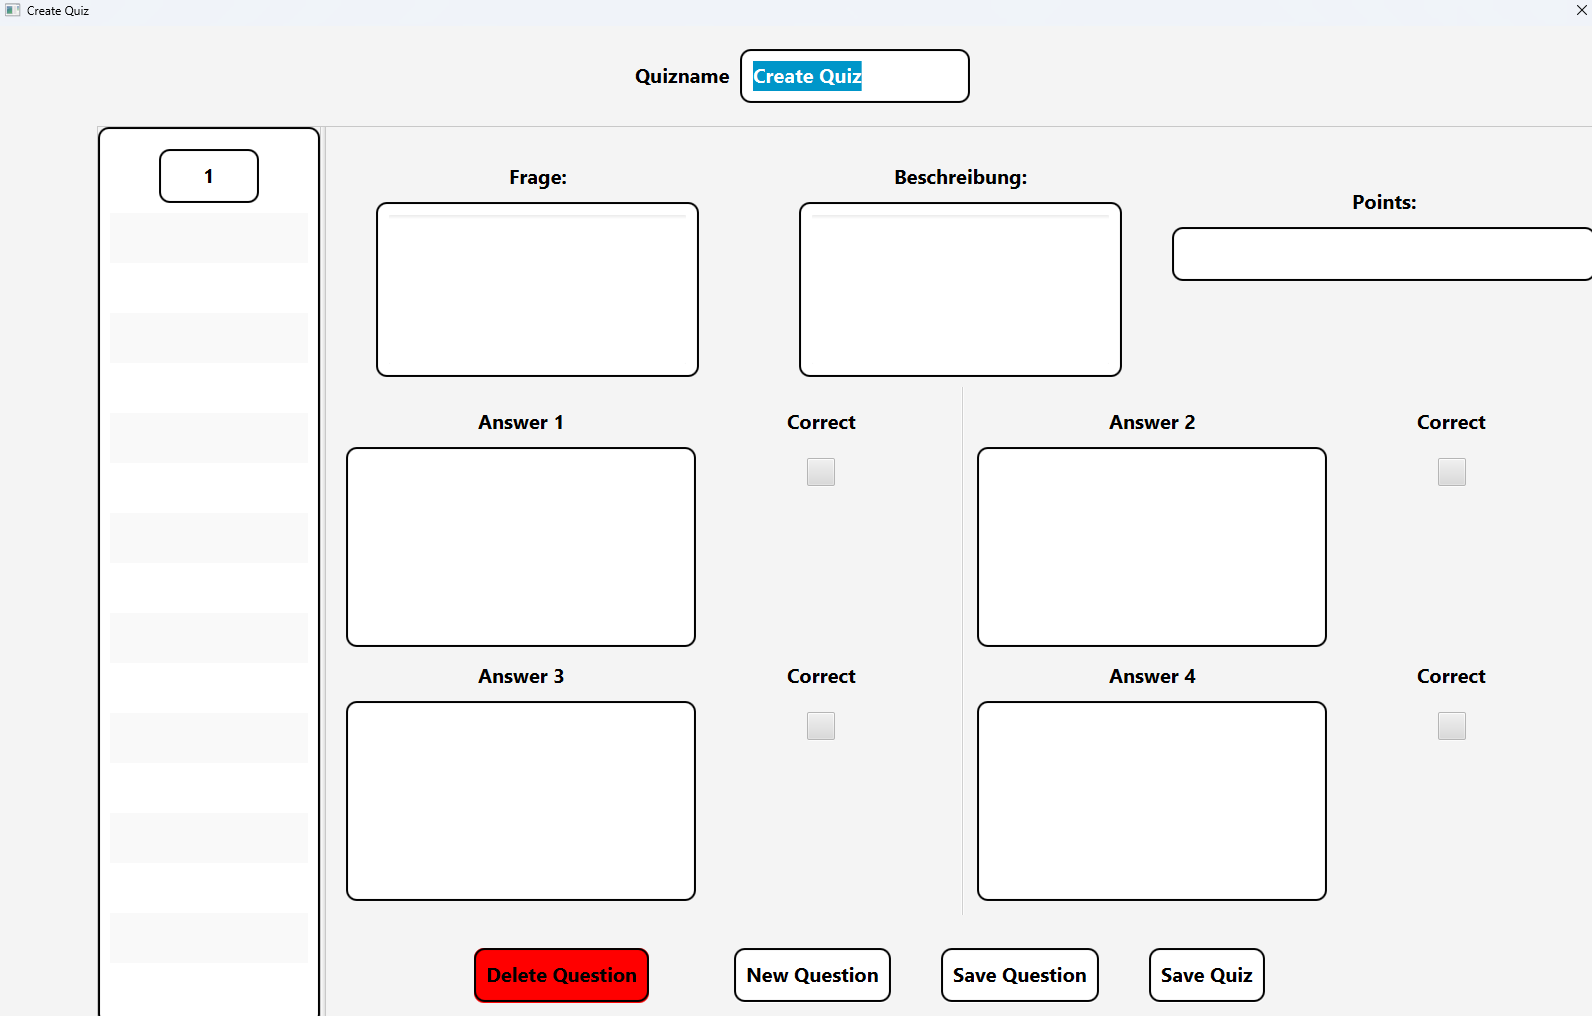 Create Quiz
Quizname Create Quiz
1
Frage:
Beschreibung:
Points:
Answer 1
Correct
Answer 2
Correct
Answer 3
Correct
Answer 4
Correct
Delete Question
New Question
Save Question
Save Quiz